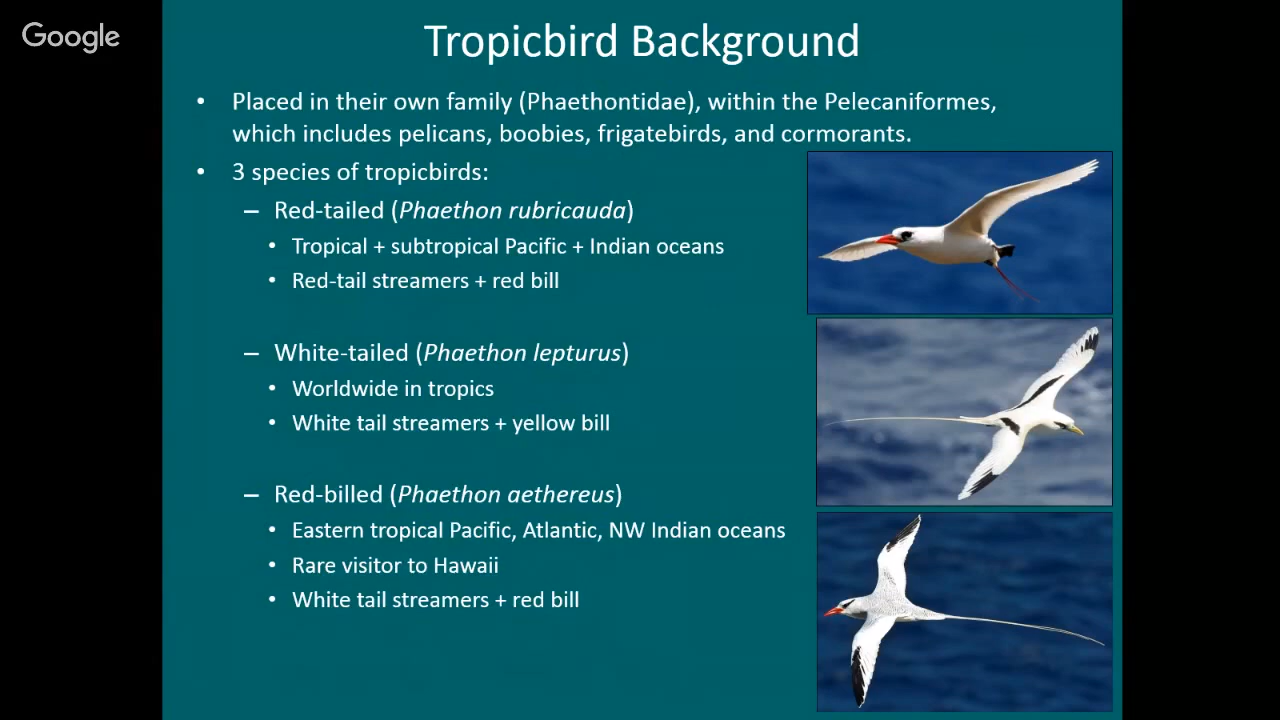 Google
Tropicbird Background
• Placed in their own family (Phaethontidae), within the Pelecaniformes,
which includes pelicans, boobies, frigatebirds, and cormorants.
• 3 species of tropicbirds:
– Red-tailed (Phaethon rubricauda)
• Tropical + subtropical Pacific + Indian oceans
• Red-tail streamers + red bill
– White-tailed (Phaethon lepturus)
• Worldwide in tropics
• White tail streamers + yellow bill
– Red-billed (Phaethon aethereus)
• Eastern tropical Pacific, Atlantic, NW Indian oceans
• Rare visitor to Hawaii
• White tail streamers + red bill